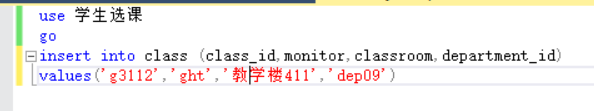 use 学生选课
go
insert into class (class_id,monitor,classroom,department_id)
values('g3112','ght','教学楼411','dep09')